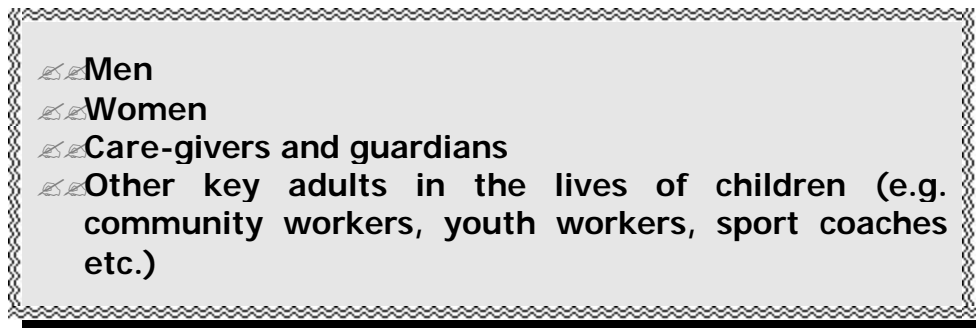 Men
Women
Care-givers and guardians
Other key adults in the lives of children (e.g.
community workers, youth workers, sport coaches
etc.)